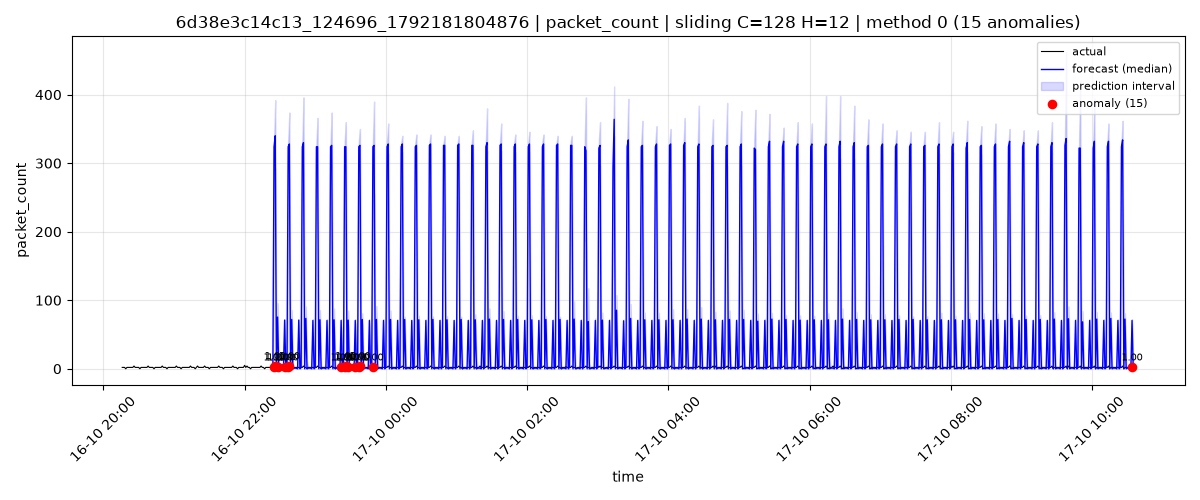 6d38e3c14c13_124696_1792181804876 | packet_count | sliding C=128 H=12 | method 0 (15 anomalies)
packet_count
400
300
200
100
0
actual
forecast (median)
prediction interval
anomaly (15)
1.00
16-10 20:00
16-10 22:00
17-10 00:00
17-10 02:00
17-10 04:00
17-10 06:00
17-10 08:00
17-10 10:00
time